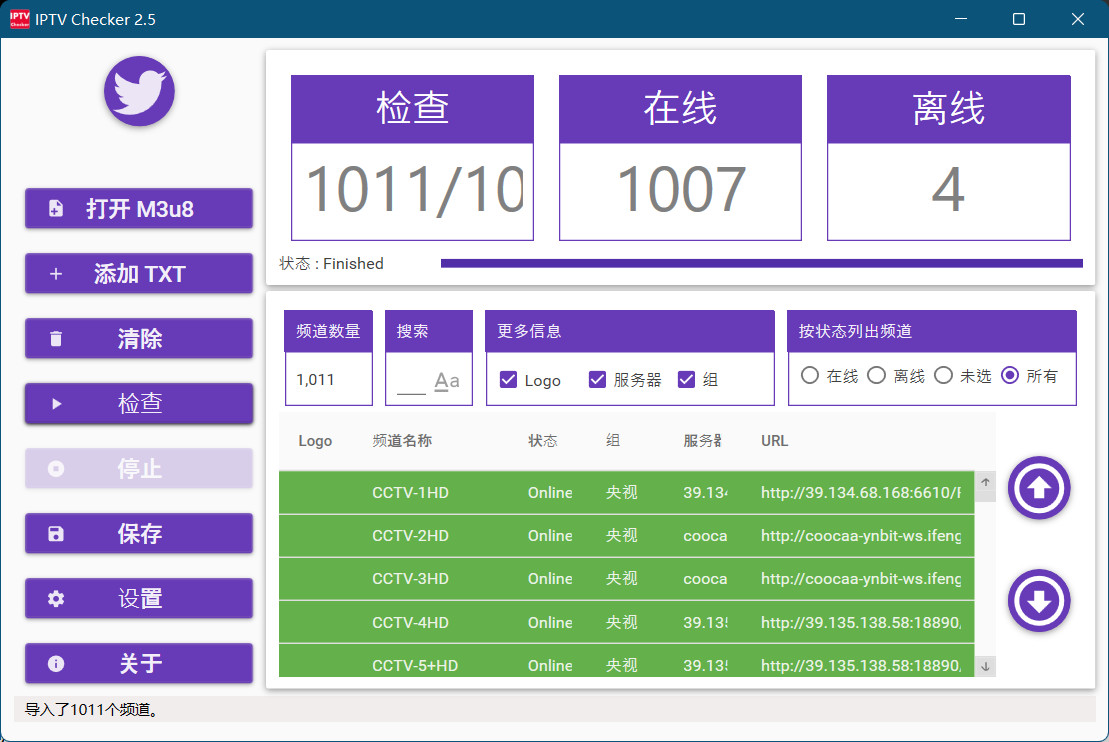 IPTV Checker 2.5
打开 M3u8
添加 TXT
清除
检查
停止
保存
设置
关于
检查 在线 离线
1011/10 1007 4
状态 : Finished
频道数量 搜索 更多信息 按状态列出频道
1,011 Aa Logo 服务器 组 在线 离线 未选 所有
Logo 频道名称 状态 组 服务器 URL
CCTV-1HD Online 央视 39.134 http://39.134.68.168:6610/
CCTV-2HD Online 央视 coocaa http://coocaa-ynbit-ws.ifeng
CCTV-3HD Online 央视 coocaa http://coocaa-ynbit-ws.ifeng
CCTV-4HD Online 央视 39.135 http://39.135.138.58:18890/
CCTV-5+HD Online 央视 39.135 http://39.135.138.58:18890/
导入了1011个频道。